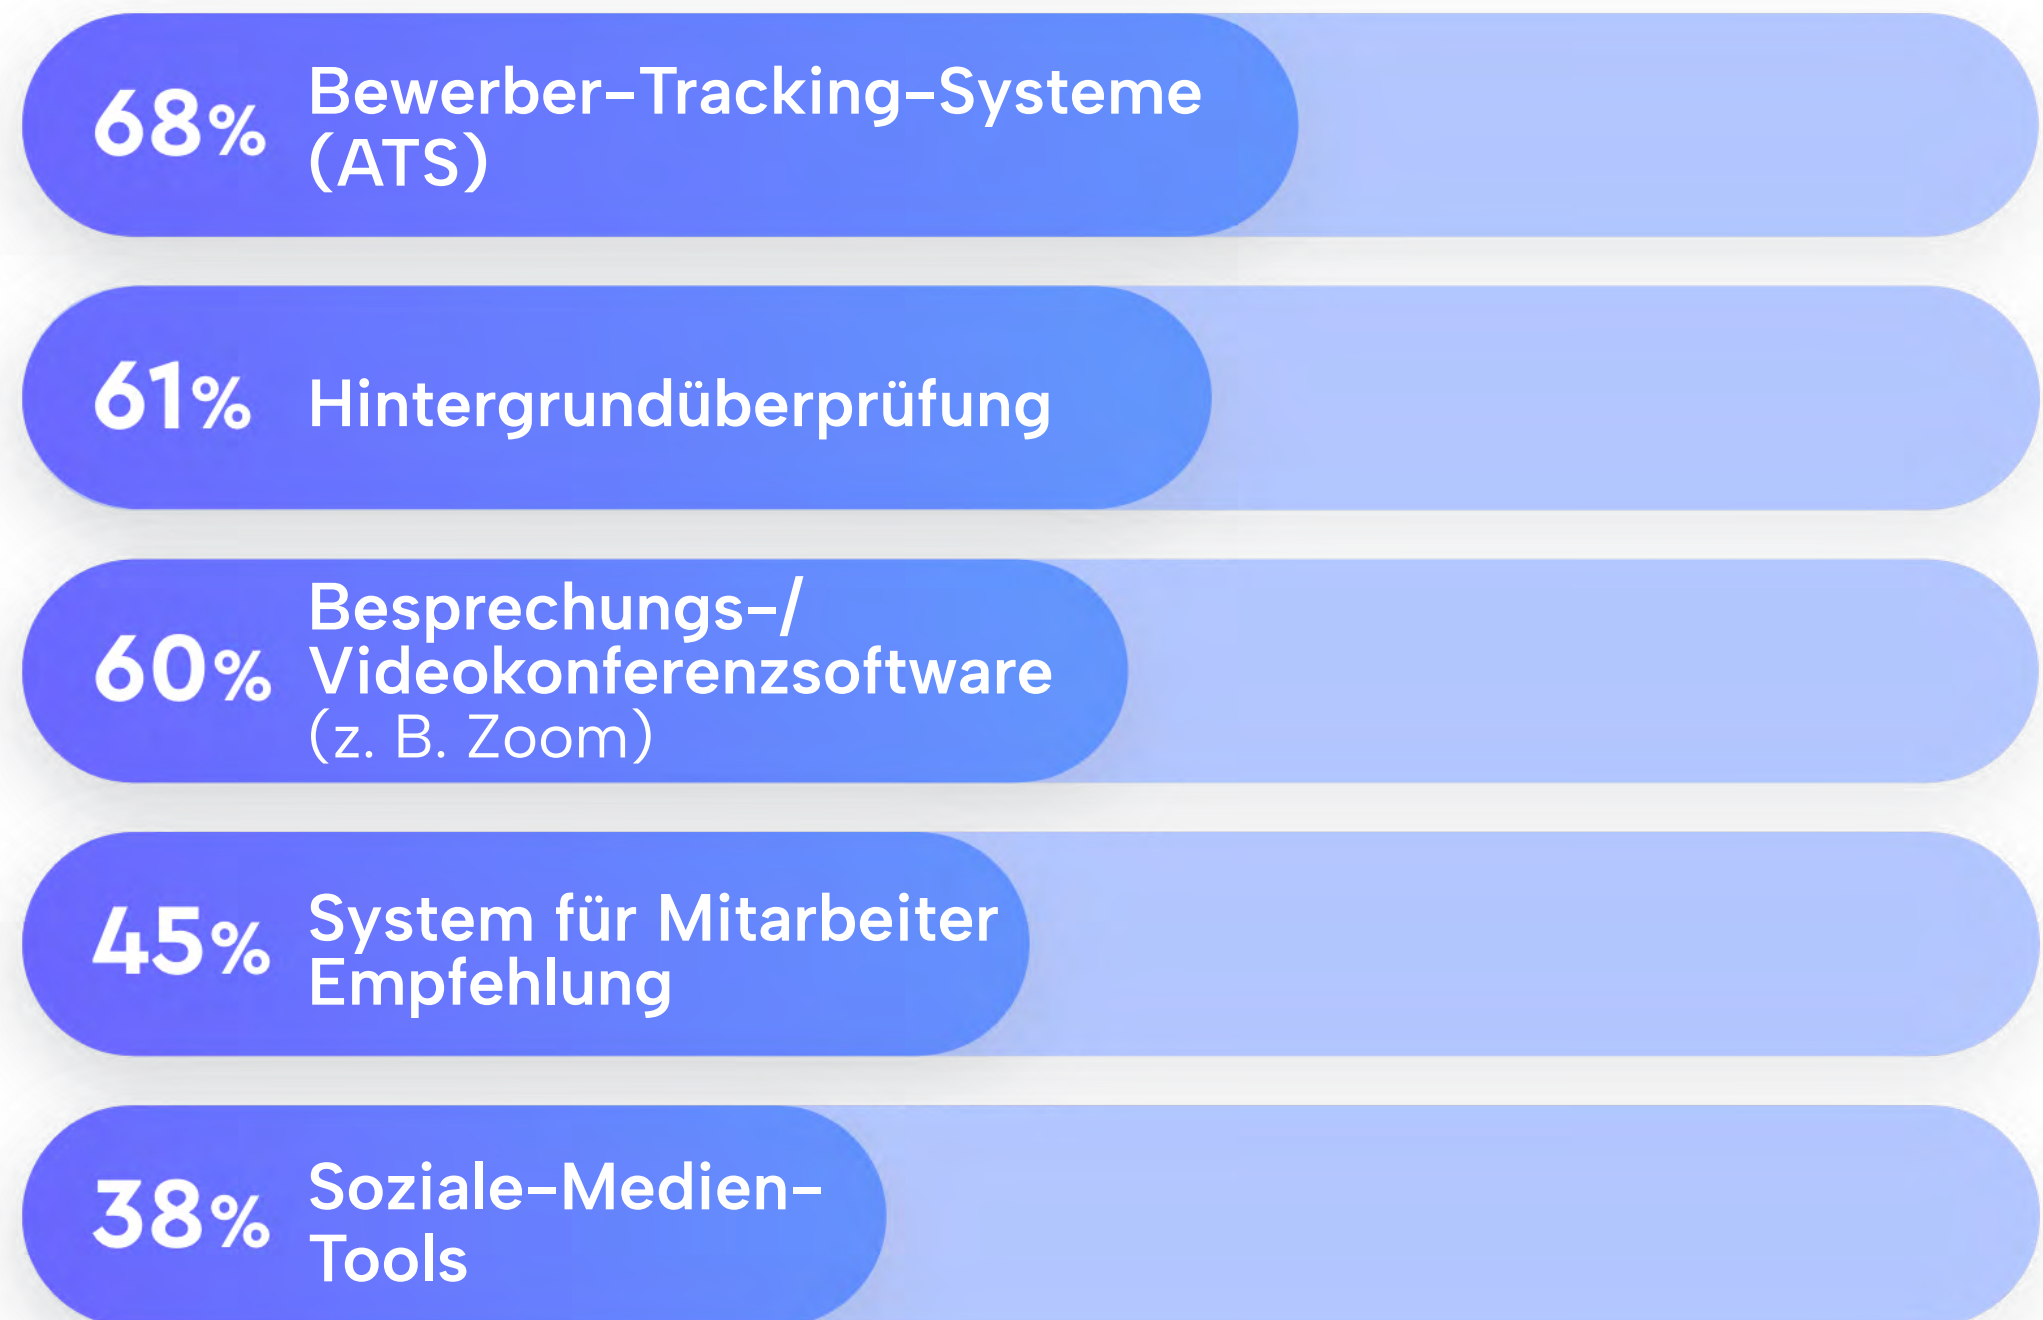 68% Bewerber-Tracking-Systeme
(ATS)
61% Hintergrundüberprüfung
Besprechungs-/
60% Videokonferenzsoftware
(z. B. Zoom)
45% System für Mitarbeiter
Empfehlung
38% Soziale-Medien-
Tools